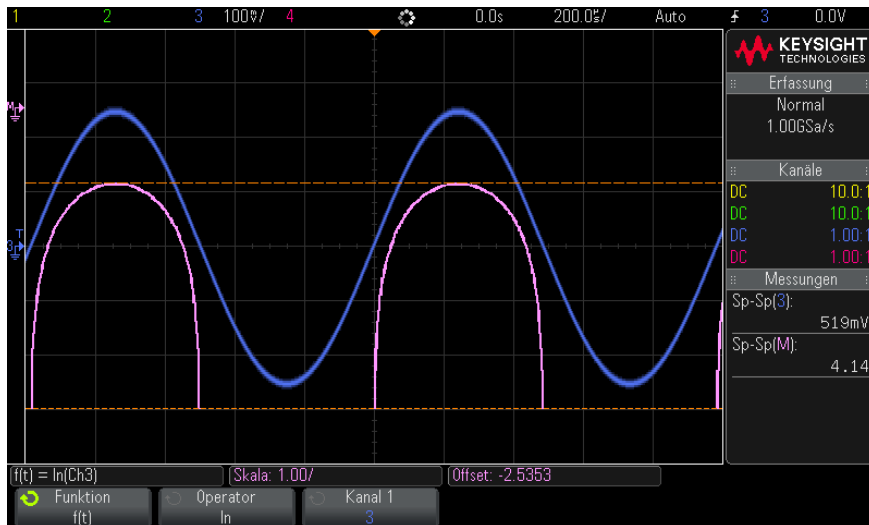 1 2 3 100℧/ 4 0.0s 200.0㎲/ Auto 3 0.0V
KEYSIGHT
TECHNOLOGIES
Erfassung
Normal
1.00GSa/s
Kanäle
DC 10.0:1
DC 10.0:1
DC 1.00:1
DC 1.00:1
Messungen
Sp-Sp(3):
519mV
Sp-Sp(M):
4.14
M
T
3
f(t) = ln(Ch3) Skala: 1.00/ Offset: -2.5353
Funktion Operator Kanal 1
f(t) ln 3